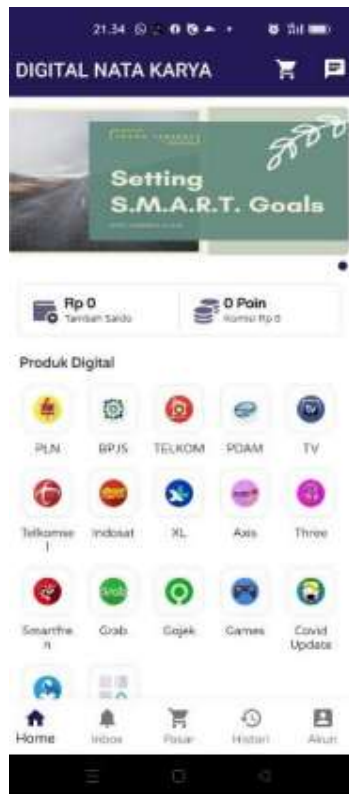 21.34
DIGITAL NATA KARYA
Setting
S.M.A.R.T. Goals
Rp 0
Tambah Saldo
0 Poin
Komisi Rp 0
Produk Digital
PLN BPJS TELKOM PDAM TV
Telkomse
l
Indosat XL Axis Three
Smartfre
n
Grab Gojek Games Covid
Update
Home Inbox Pasar Histori Akun